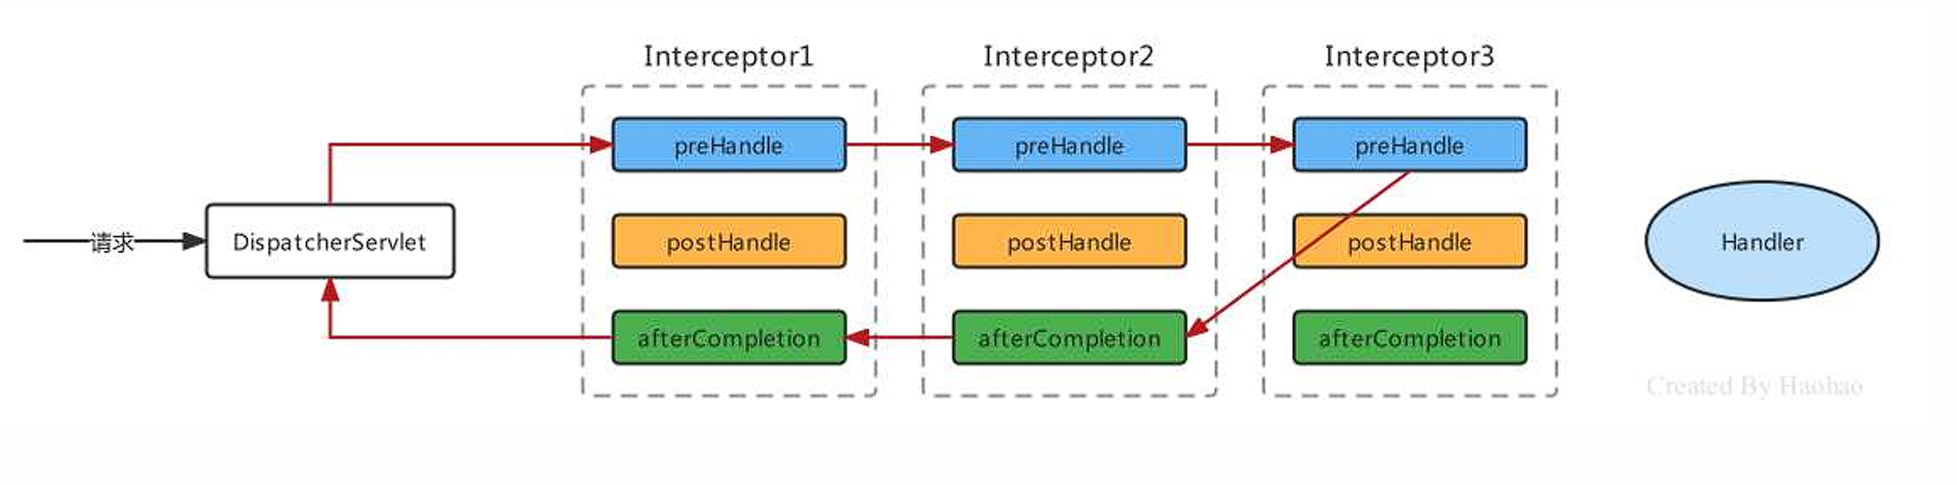 Interceptor1
Interceptor2
Interceptor3
preHandle
preHandle
preHandle
请求
DispatcherServlet
postHandle
postHandle
postHandle
Handler
afterCompletion
afterCompletion
afterCompletion
Created By Haohao